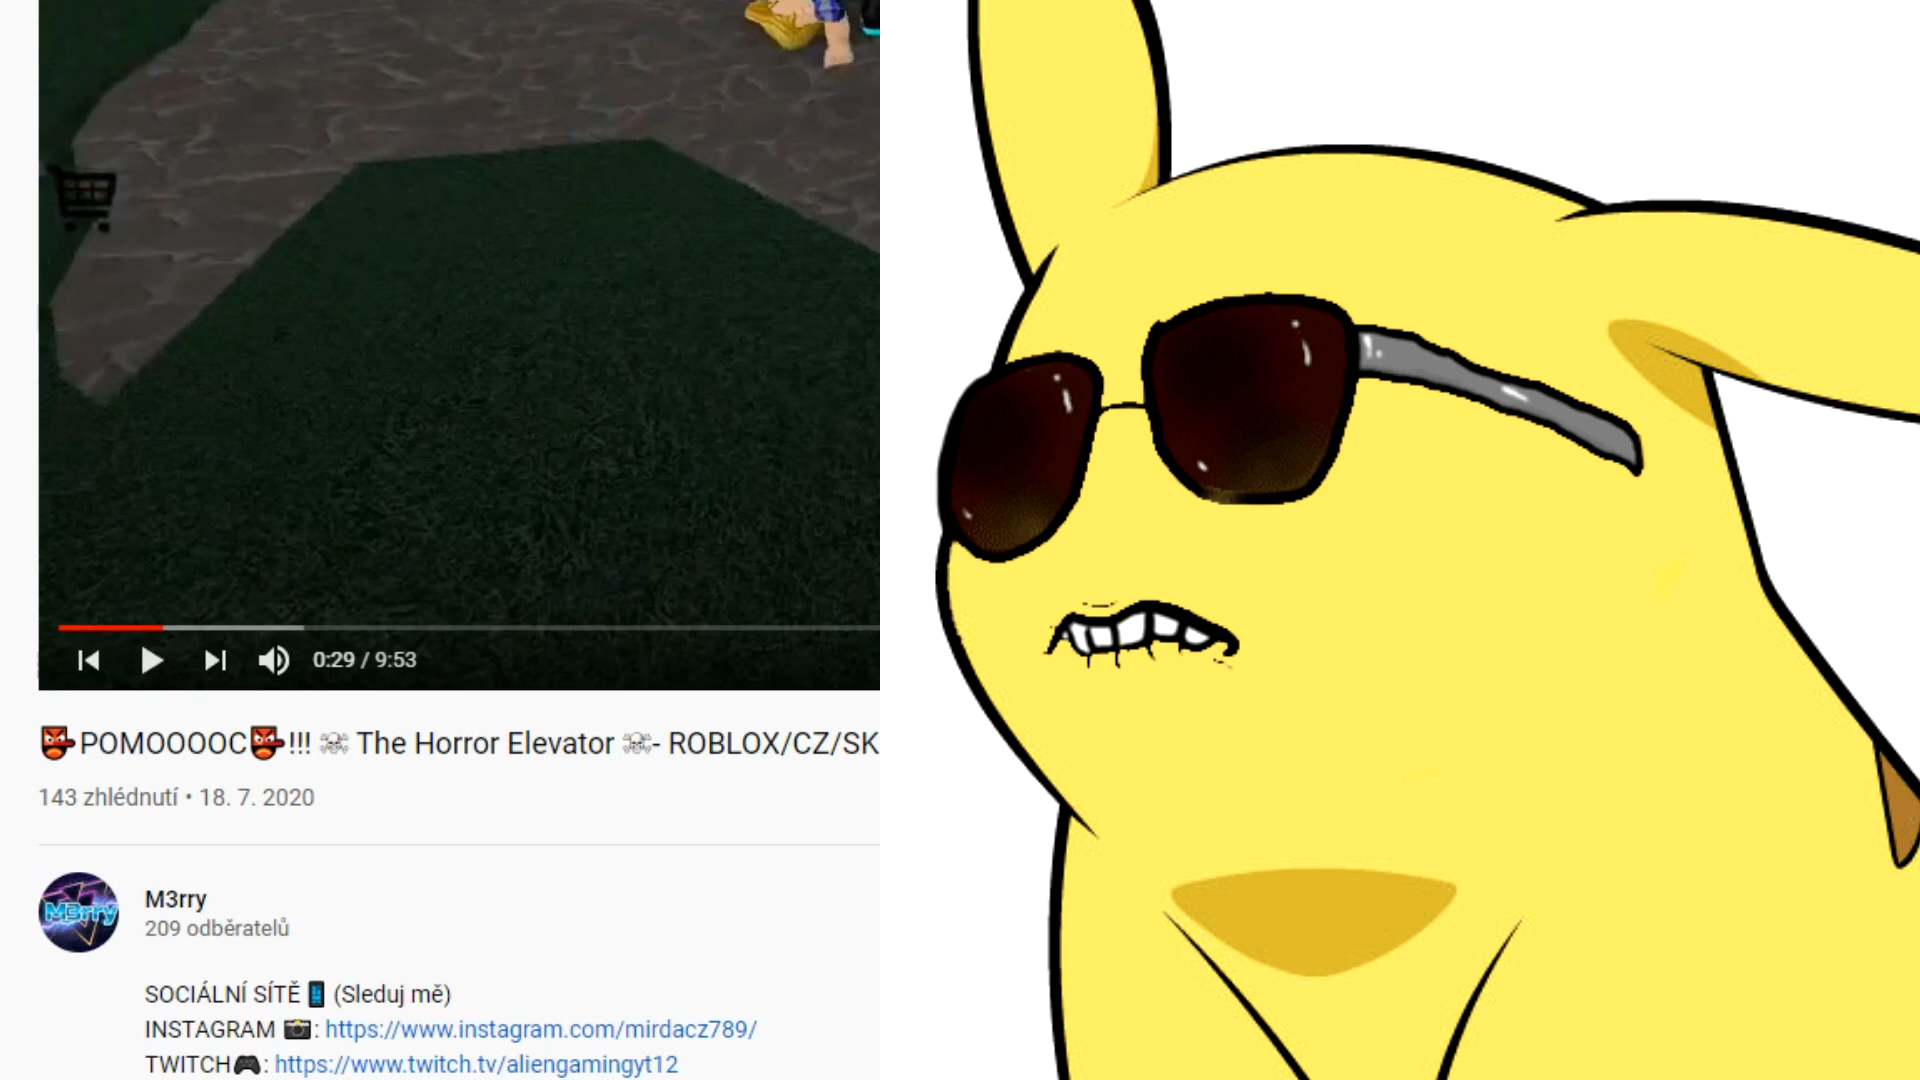 0:29 / 9:53
👺POMOOOOC👺!!! ☠ The Horror Elevator ☠- ROBLOX/CZ/SK
143 zhlédnutí • 18. 7. 2020
M3rry
M3rry
209 odběratelů
SOCIÁLNÍ SÍTĚ📱 (Sleduj mě)
INSTAGRAM 📸: https://www.instagram.com/mirdacz789/
TWITCH🎮: https://www.twitch.tv/aliengamingyt12